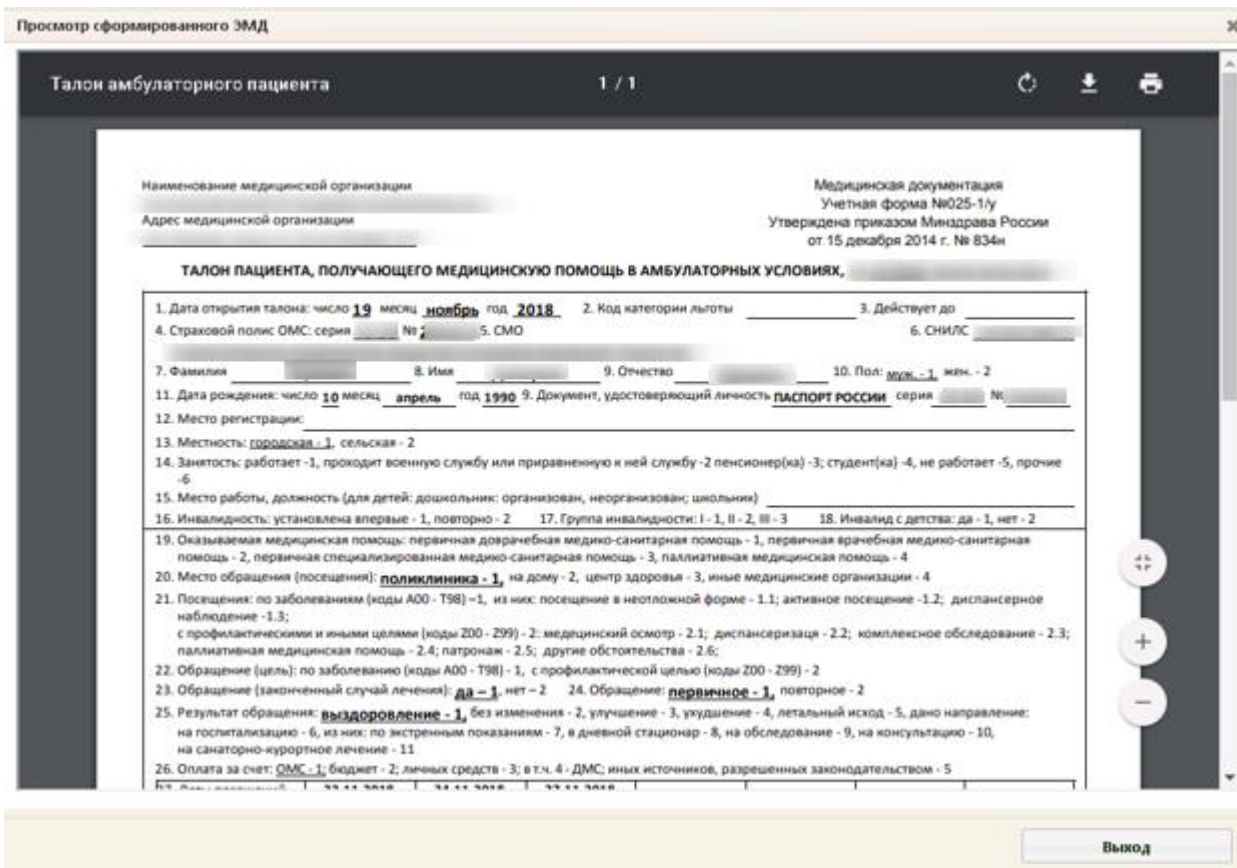 Просмотр сформированного ЭМД
Талон амбулаторного пациента 1 / 1
Наименование медицинской организации
Адрес медицинской организации
Медицинская документация
Учетная форма №025-1/у
Утверждена приказом Минздрава России
от 15 декабря 2014 г. № 834н
ТАЛОН ПАЦИЕНТА, ПОЛУЧАЮЩЕГО МЕДИЦИНСКУЮ ПОМОЩЬ В АМБУЛАТОРНЫХ УСЛОВИЯХ,
1. Дата открытия талона: число 19 месяц ноябрь год 2018 2. Код категории льготы 3. Действует до
4. Страховой полис ОМС: серия № 5. СМО 6. СНИЛС
7. Фамилия 8. Имя 9. Отчество 10. Пол: муж. - 1, жен. - 2
11. Дата рождения: число 10 месяц апрель год 1990 9. Документ, удостоверяющий личность ПАСПОРТ РОССИИ серия №
12. Место регистрации:
13. Местность: городская - 1, сельская - 2
14. Занятость: работает -1, проходит военную службу или приравненную к ней службу -2 пенсионер(ка) -3; студент(ка) -4, не работает -5, прочие
-6
15. Место работы, должность (для детей: дошкольник: организован, неорганизован; школьник)
16. Инвалидность: установлена впервые - 1, повторно - 2 17. Группа инвалидности: I - 1, II - 2, III - 3 18. Инвалид с детства: да - 1, нет - 2
19. Оказываемая медицинская помощь: первичная доврачебная медико-санитарная помощь - 1, первичная врачебная медико-санитарная
помощь - 2, первичная специализированная медико-санитарная помощь - 3, паллиативная медицинская помощь - 4
20. Место обращения (посещения): поликлиника - 1, на дому - 2, центр здоровья - 3, иные медицинские организации - 4
21. Посещения: по заболеваниям (коды A00 - T98) –1, из них: посещение в неотложной форме - 1.1; активное посещение -1.2; диспансерное
наблюдение -1.3;
с профилактическими и иными целями (коды Z00 - Z99) - 2: медецинский осмотр - 2.1; диспансеризаця - 2.2; комплексное обследование - 2.3;
паллиативная медицинская помощь - 2.4; патронаж - 2.5; другие обстоятельства - 2.6;
22. Обращение (цель): по заболеванию (коды A00 - T98) - 1, с профилактической целью (коды Z00 - Z99) - 2
23. Обращение (законченный случай лечения): да – 1, нет – 2 24. Обращение: первичное - 1, повторное - 2
25. Результат обращения: выздоровление - 1, без изменения - 2, улучшение - 3, ухудшение - 4, летальный исход - 5, дано направление:
на госпитализацию - 6, из них: по экстренным показаниям - 7, в дневной стационар - 8, на обследование - 9, на консультацию - 10,
на санаторно-курортное лечение - 11
26. Оплата за счет: ОМС - 1; бюджет - 2; личных средств - 3; в т.ч. 4 - ДМС; иных источников, разрешенных законодательством - 5
Выход